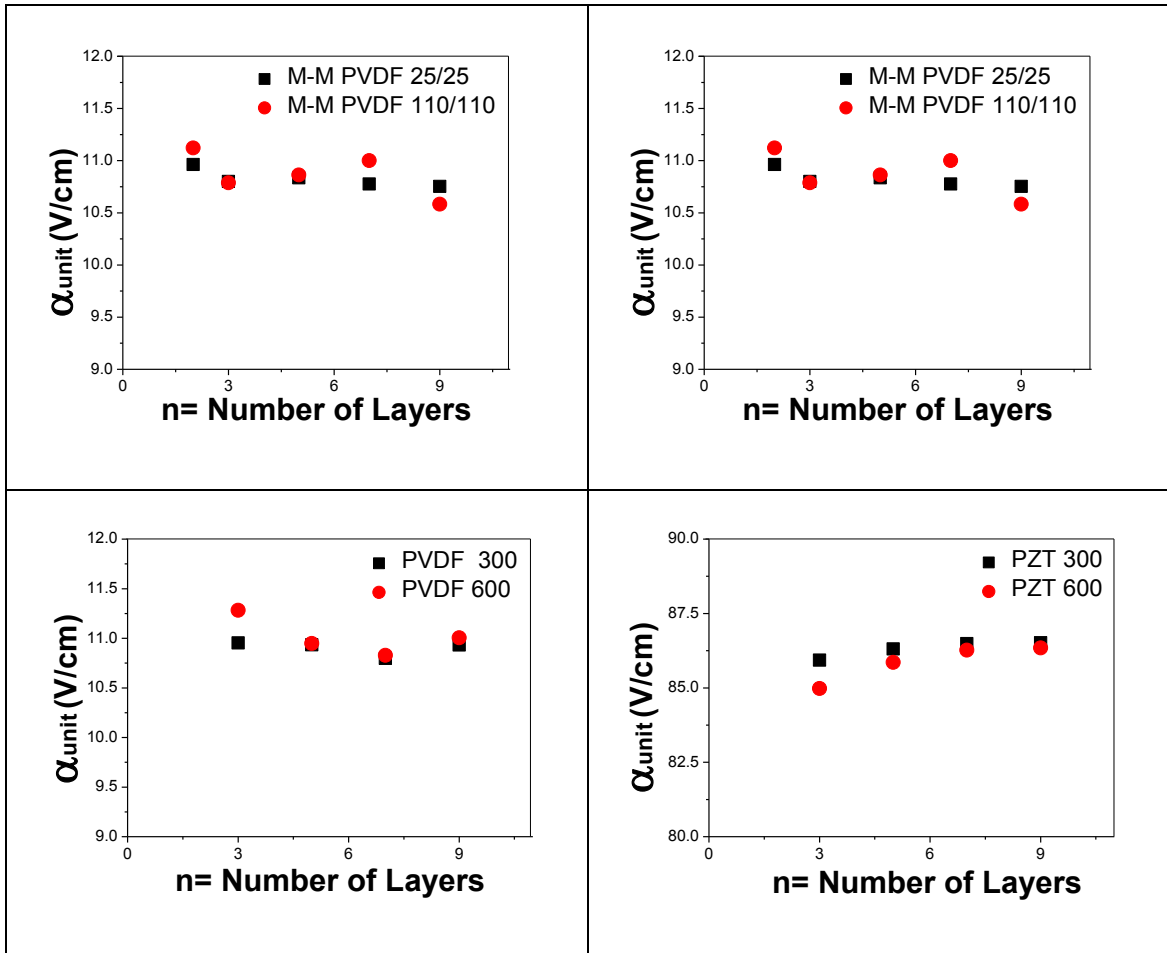 12.0
11.5
11.0
10.5
10.0
9.5
9.0
0
3
6
9
M-M PVDF 25/25
M-M PVDF 110/110
αunit (V/cm)
n= Number of Layers
12.0
11.5
11.0
10.5
10.0
9.5
9.0
0
3
6
9
M-M PVDF 25/25
M-M PVDF 110/110
αunit (V/cm)
n= Number of Layers
12.0
11.5
11.0
10.5
10.0
9.5
9.0
0
3
6
9
PVDF 300
PVDF 600
αunit (V/cm)
n= Number of Layers
90.0
87.5
85.0
82.5
80.0
0
3
6
9
PZT 300
PZT 600
αunit (V/cm)
n= Number of Layers